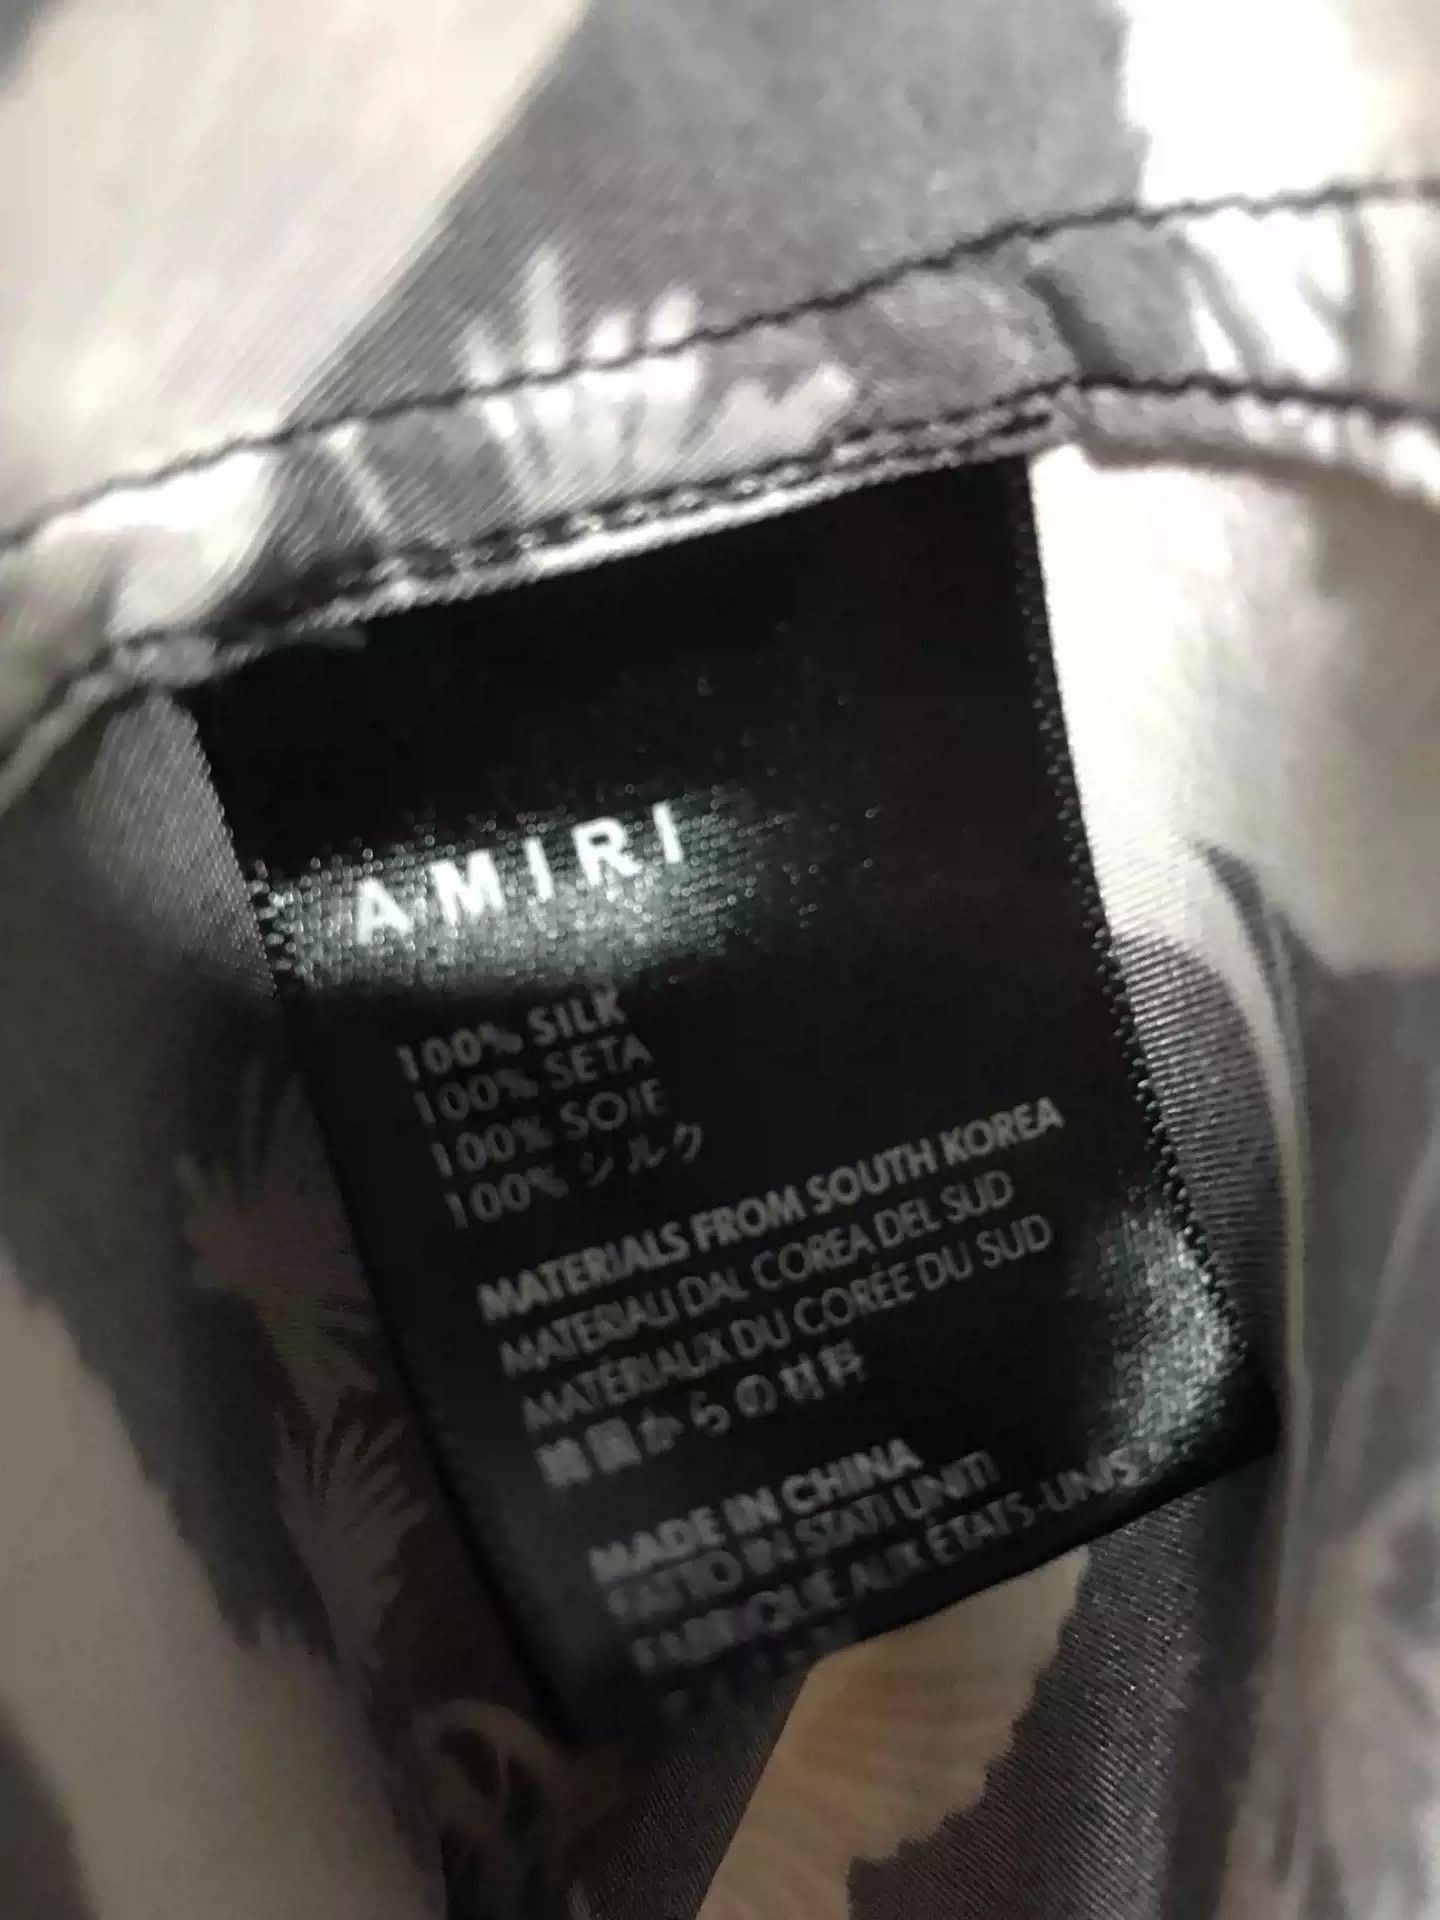 AMIRI
100% SILK
100% SETA
100% SOIE
100% シルク
MATERIALS FROM SOUTH KOREA
MATERIALI DAL COREA DEL SUD
MATÉRIAUX DU CORÉE DU SUD
韓国からの材料
MADE IN CHINA
FATTO IN STATI UNITI
FABRIQUÉ AUX ÉTATS-UNIS